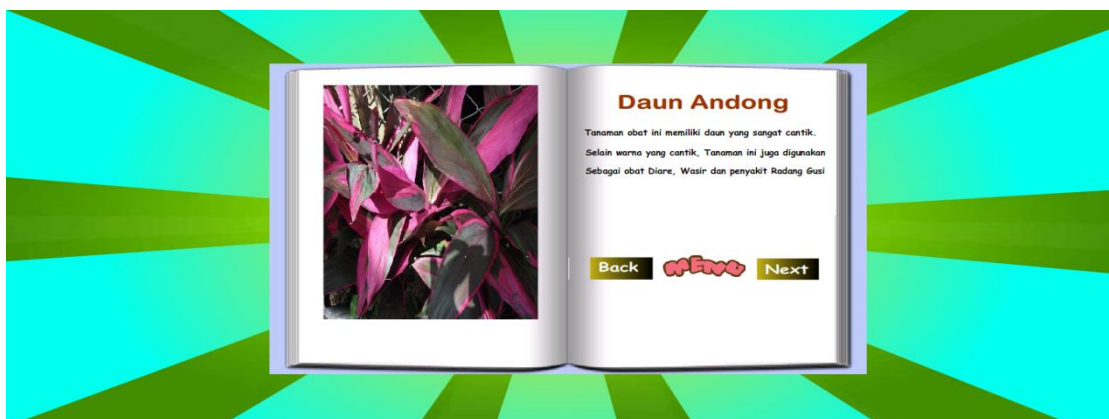 Daun Andong
Tanaman obat ini memiliki daun yang sangat cantik.
Selain warna yang cantik, Tanaman ini juga digunakan
Sebagai obat Diare, Wasir dan penyakit Radang Gusi
Back MENU Next